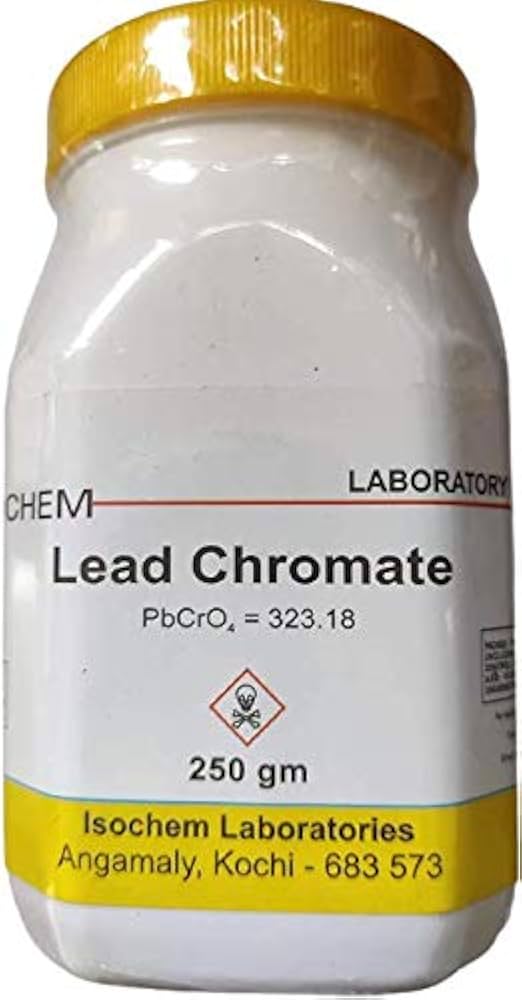 LABORATORY
CHEM
Lead Chromate
PbCrO₄ = 323.18
250 gm
Isochem Laboratories
Angamaly, Kochi - 683 573